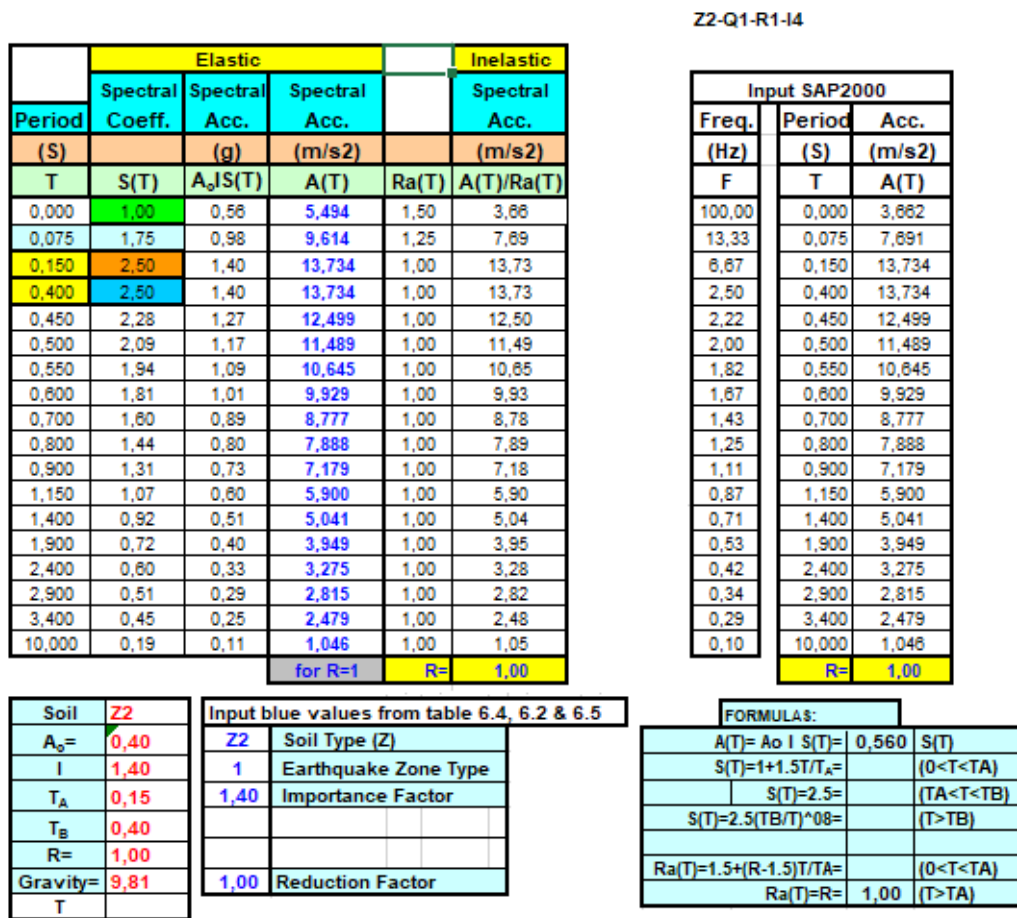 Z2-Q1-R1-I4
Elastic Inelastic
Spectral Spectral Spectral Spectral
Period Coeff. Acc. Acc. Acc.
(S) (g) (m/s2) (m/s2)
T S(T) AₒIS(T) A(T) Ra(T) A(T)/Ra(T)
0,000 1,00 0,56 5,494 1,50 3,66
0,075 1,75 0,98 9,614 1,25 7,69
0,150 2,50 1,40 13,734 1,00 13,73
0,400 2,50 1,40 13,734 1,00 13,73
0,450 2,28 1,27 12,499 1,00 12,50
0,500 2,09 1,17 11,489 1,00 11,49
0,550 1,94 1,09 10,645 1,00 10,65
0,600 1,81 1,01 9,929 1,00 9,93
0,700 1,60 0,89 8,777 1,00 8,78
0,800 1,44 0,80 7,888 1,00 7,89
0,900 1,31 0,73 7,179 1,00 7,18
1,150 1,07 0,60 5,900 1,00 5,90
1,400 0,92 0,51 5,041 1,00 5,04
1,900 0,72 0,40 3,949 1,00 3,95
2,400 0,60 0,33 3,275 1,00 3,28
2,900 0,51 0,29 2,815 1,00 2,82
3,400 0,45 0,25 2,479 1,00 2,48
10,000 0,19 0,11 1,046 1,00 1,05
for R=1 R= 1,00
Input SAP2000
Freq. Period Acc.
(Hz) (S) (m/s2)
F T A(T)
100,00 0,000 3,662
13,33 0,075 7,691
6,67 0,150 13,734
2,50 0,400 13,734
2,22 0,450 12,499
2,00 0,500 11,489
1,82 0,550 10,645
1,67 0,600 9,929
1,43 0,700 8,777
1,25 0,800 7,888
1,11 0,900 7,179
0,87 1,150 5,900
0,71 1,400 5,041
0,53 1,900 3,949
0,42 2,400 3,275
0,34 2,900 2,815
0,29 3,400 2,479
0,10 10,000 1,046
R= 1,00
Soil Z2
Aₒ= 0,40
I 1,40
T_A 0,15
T_B 0,40
R= 1,00
Gravity= 9,81
T
Input blue values from table 6.4, 6.2 & 6.5
Z2 Soil Type (Z)
1 Earthquake Zone Type
1,40 Importance Factor
1,00 Reduction Factor
FORMULAS:
A(T)= Ao I S(T)= 0,560 S(T)
S(T)=1+1.5T/T_A= (0<T<TA)
S(T)=2.5= (TA<T<TB)
S(T)=2.5(TB/T)^08= (T>TB)
Ra(T)=1.5+(R-1.5)T/TA= (0<T<TA)
Ra(T)=R= 1,00 (T>TA)